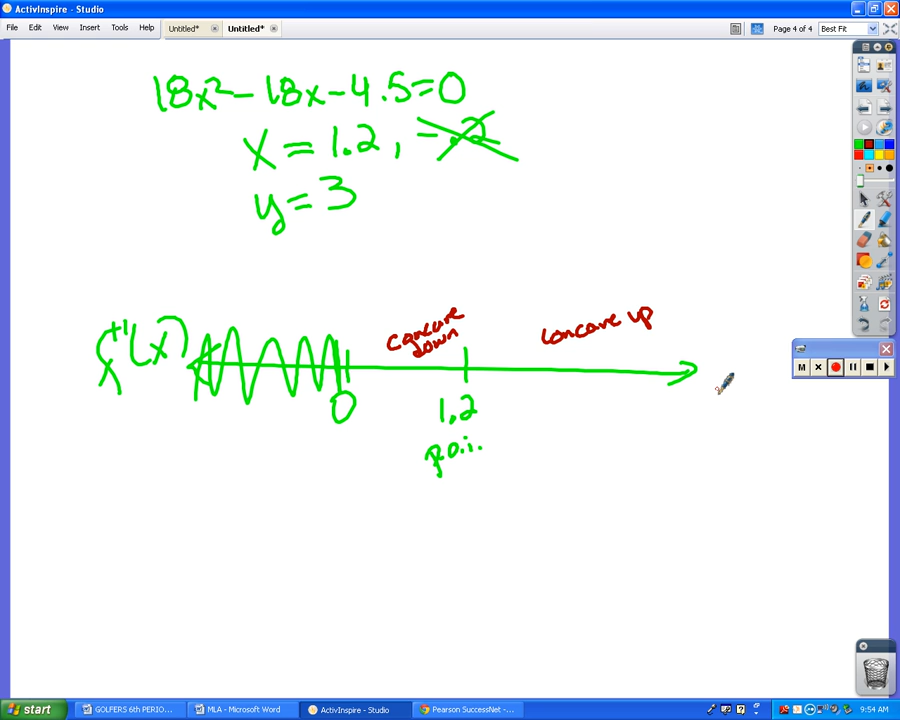 ActivInspire - Studio
File Edit View Insert Tools Help Untitled* Untitled* Page 4 of 4 Best Fit
18x²-18x-4.5=0
x = 1.2, -.2
y = 3
f"(x)
concave down
concave up
0
1.2
p.o.i.
M
start GOLFERS 6th PERIO... MLA - Microsoft Word ActivInspire - Studio Pearson SuccessNet -... 9:54 AM